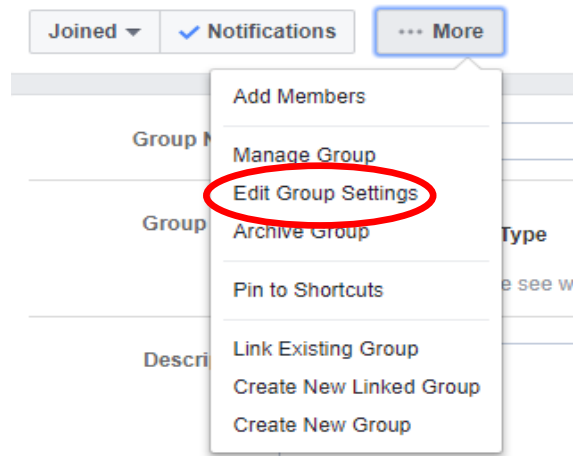 Joined Notifications ... More
Add Members
Group N
Manage Group
Edit Group Settings
Group
Archive Group
Type
Pin to Shortcuts
e see w
Link Existing Group
Descri
Create New Linked Group
Create New Group